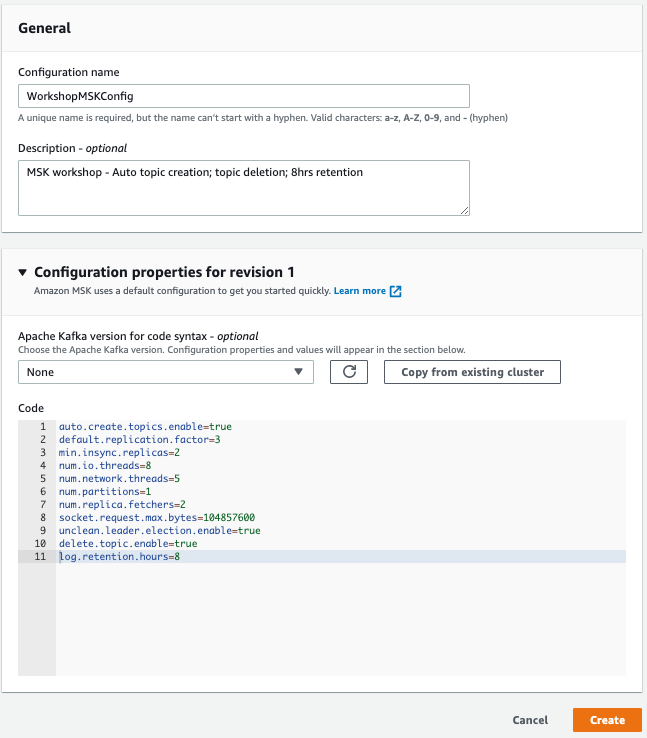 General
Configuration name
WorkshopMSKConfig
A unique name is required, but the name can't start with a hyphen. Valid characters: a-z, A-Z, 0-9, and - (hyphen)
Description - optional
MSK workshop - Auto topic creation; topic deletion; 8hrs retention
Configuration properties for revision 1
Amazon MSK uses a default configuration to get you started quickly. Learn more
Apache Kafka version for code syntax - optional
Choose the Apache Kafka version. Configuration properties and values will appear in the section below.
None
Copy from existing cluster
Code
1 auto.create.topics.enable=true
2 default.replication.factor=3
3 min.insync.replicas=2
4 num.io.threads=8
5 num.network.threads=5
6 num.partitions=1
7 num.replica.fetchers=2
8 socket.request.max.bytes=104857600
9 unclean.leader.election.enable=true
10 delete.topic.enable=true
11 log.retention.hours=8
Cancel
Create